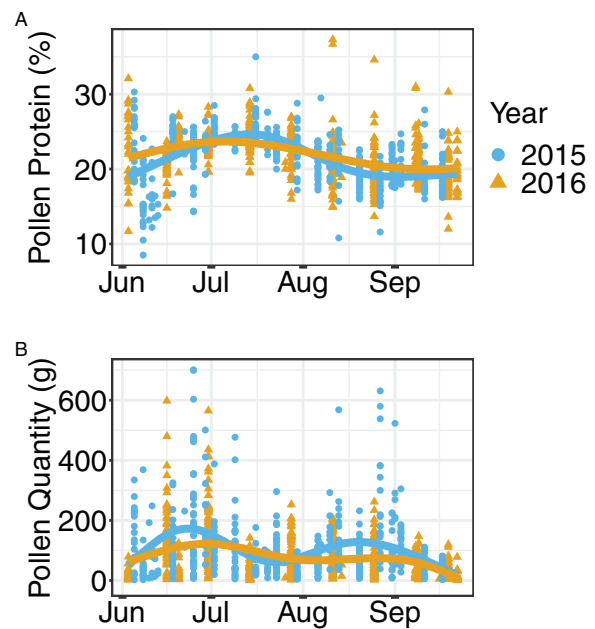 A
Pollen Protein (%)
30
20
10
Jun Jul Aug Sep
Year
2015
2016
B
Pollen Quantity (g)
600
400
200
0
Jun Jul Aug Sep